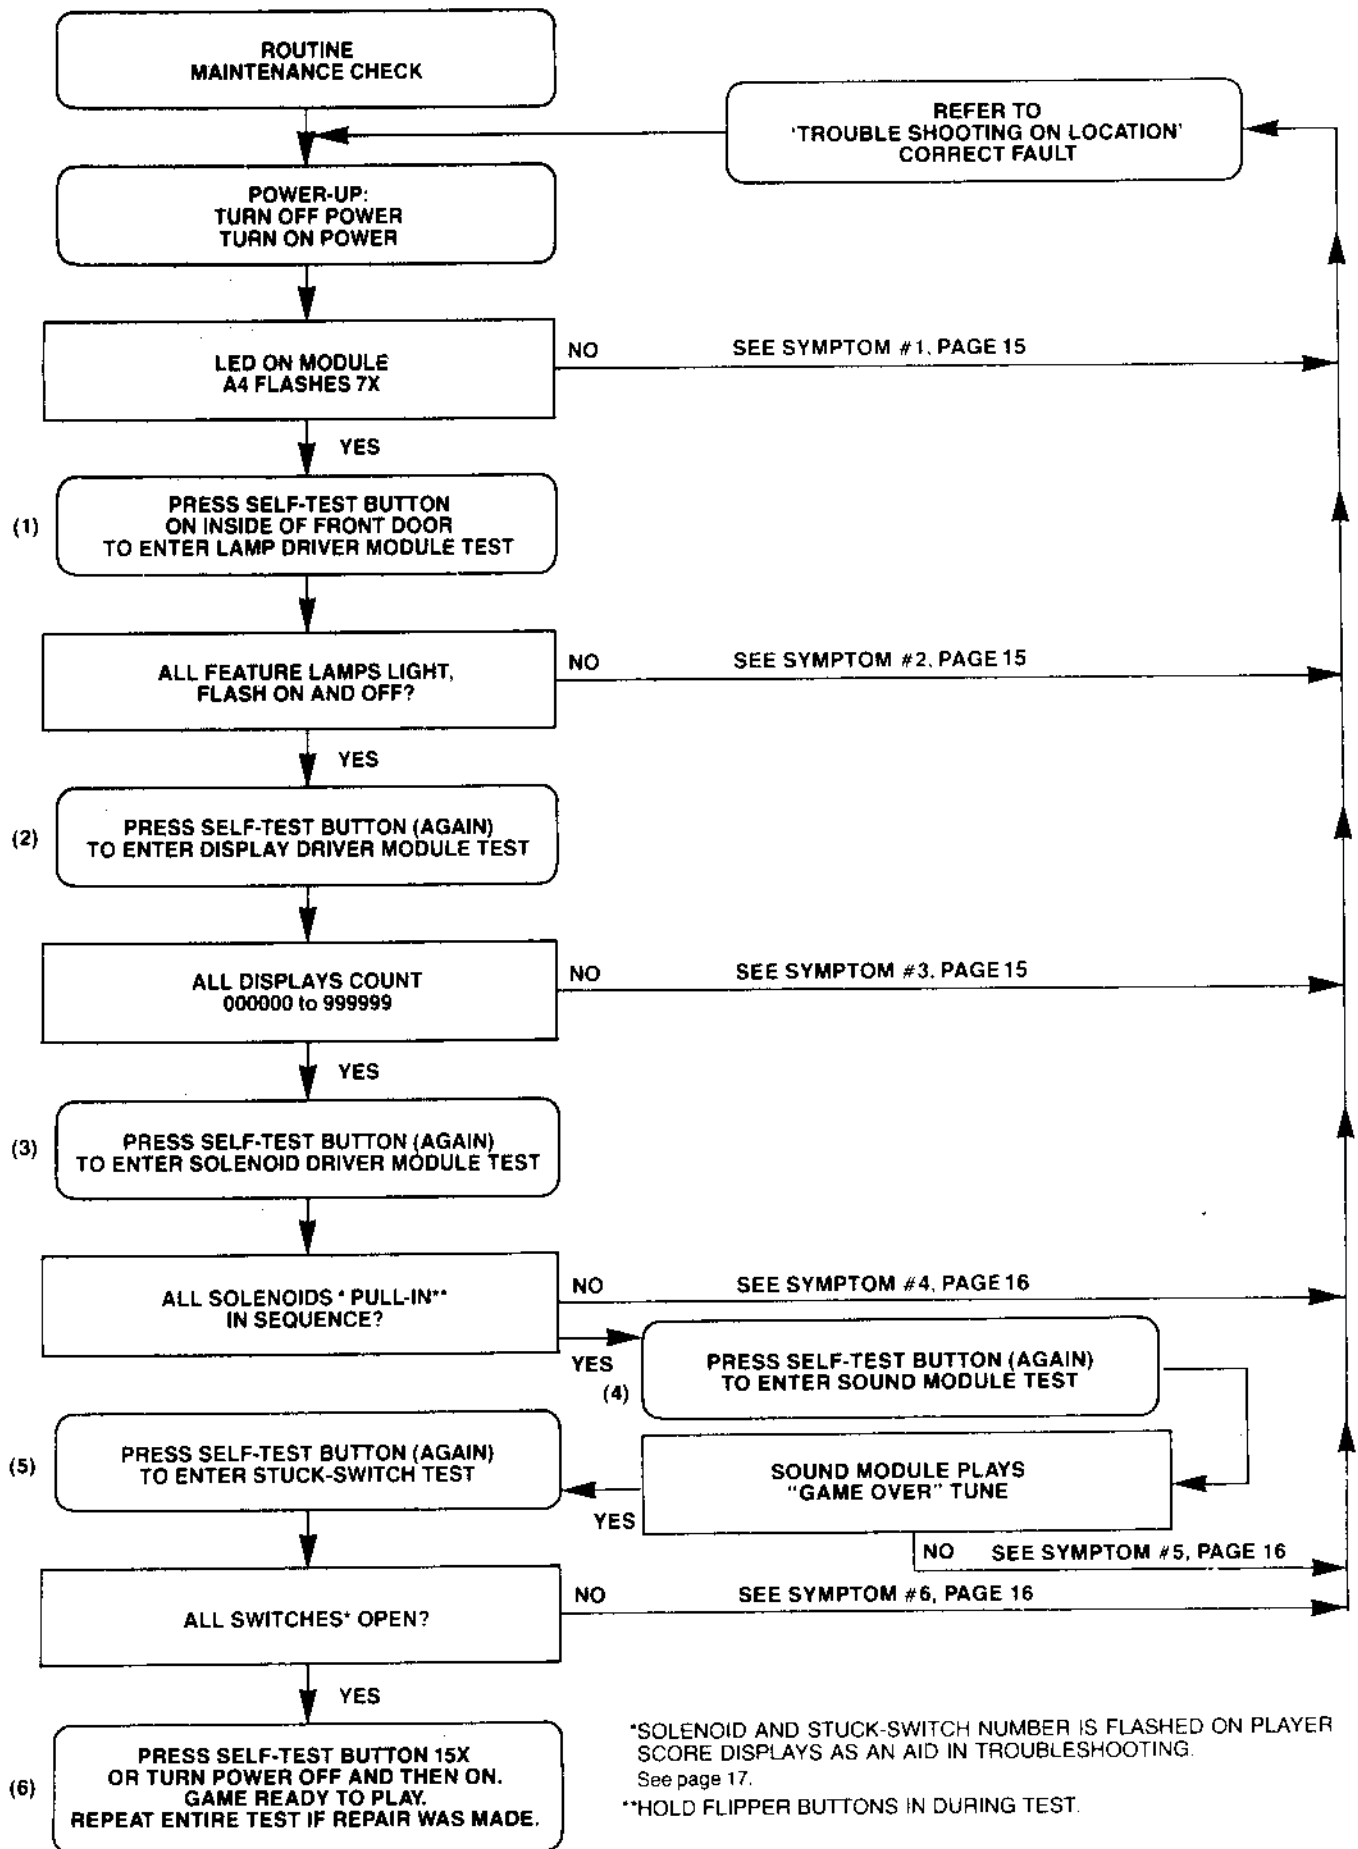 ROUTINE
MAINTENANCE CHECK
REFER TO
'TROUBLE SHOOTING ON LOCATION'
CORRECT FAULT
POWER-UP:
TURN OFF POWER
TURN ON POWER
LED ON MODULE
A4 FLASHES 7X
NO
SEE SYMPTOM #1, PAGE 15
YES
(1)
PRESS SELF-TEST BUTTON
ON INSIDE OF FRONT DOOR
TO ENTER LAMP DRIVER MODULE TEST
ALL FEATURE LAMPS LIGHT,
FLASH ON AND OFF?
NO
SEE SYMPTOM #2, PAGE 15
YES
(2)
PRESS SELF-TEST BUTTON (AGAIN)
TO ENTER DISPLAY DRIVER MODULE TEST
ALL DISPLAYS COUNT
000000 to 999999
NO
SEE SYMPTOM #3, PAGE 15
YES
(3)
PRESS SELF-TEST BUTTON (AGAIN)
TO ENTER SOLENOID DRIVER MODULE TEST
ALL SOLENOIDS * PULL-IN**
IN SEQUENCE?
NO
SEE SYMPTOM #4, PAGE 16
YES
(4)
PRESS SELF-TEST BUTTON (AGAIN)
TO ENTER SOUND MODULE TEST
SOUND MODULE PLAYS
"GAME OVER" TUNE
YES
NO
SEE SYMPTOM #5, PAGE 16
(5)
PRESS SELF-TEST BUTTON (AGAIN)
TO ENTER STUCK-SWITCH TEST
ALL SWITCHES* OPEN?
NO
SEE SYMPTOM #6, PAGE 16
YES
(6)
PRESS SELF-TEST BUTTON 15X
OR TURN POWER OFF AND THEN ON.
GAME READY TO PLAY.
REPEAT ENTIRE TEST IF REPAIR WAS MADE.
*SOLENOID AND STUCK-SWITCH NUMBER IS FLASHED ON PLAYER
SCORE DISPLAYS AS AN AID IN TROUBLESHOOTING.
See page 17.
**HOLD FLIPPER BUTTONS IN DURING TEST.